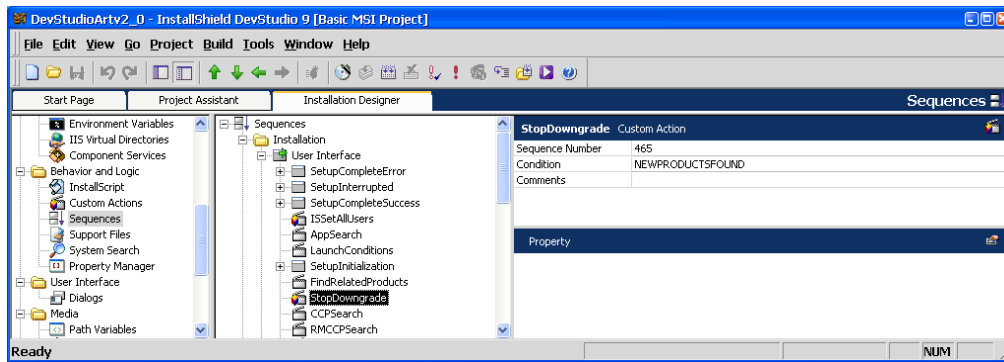 DevStudioArtv2_0 - InstallShield DevStudio 9 [Basic MSI Project]
File Edit View Go Project Build Tools Window Help
Start Page Project Assistant Installation Designer Sequences
Environment Variables
IIS Virtual Directories
Component Services
Behavior and Logic
InstallScript
Custom Actions
Sequences
Support Files
System Search
Property Manager
User Interface
Dialogs
Media
Path Variables
Sequences
Installation
User Interface
SetupCompleteError
SetupInterrupted
SetupCompleteSuccess
ISSetAllUsers
AppSearch
LaunchConditions
SetupInitialization
FindRelatedProducts
StopDowngrade
CCPSearch
RMCCPSearch
StopDowngrade Custom Action
Sequence Number 465
Condition NEWPRODUCTSFOUND
Comments
Property
Ready NUM